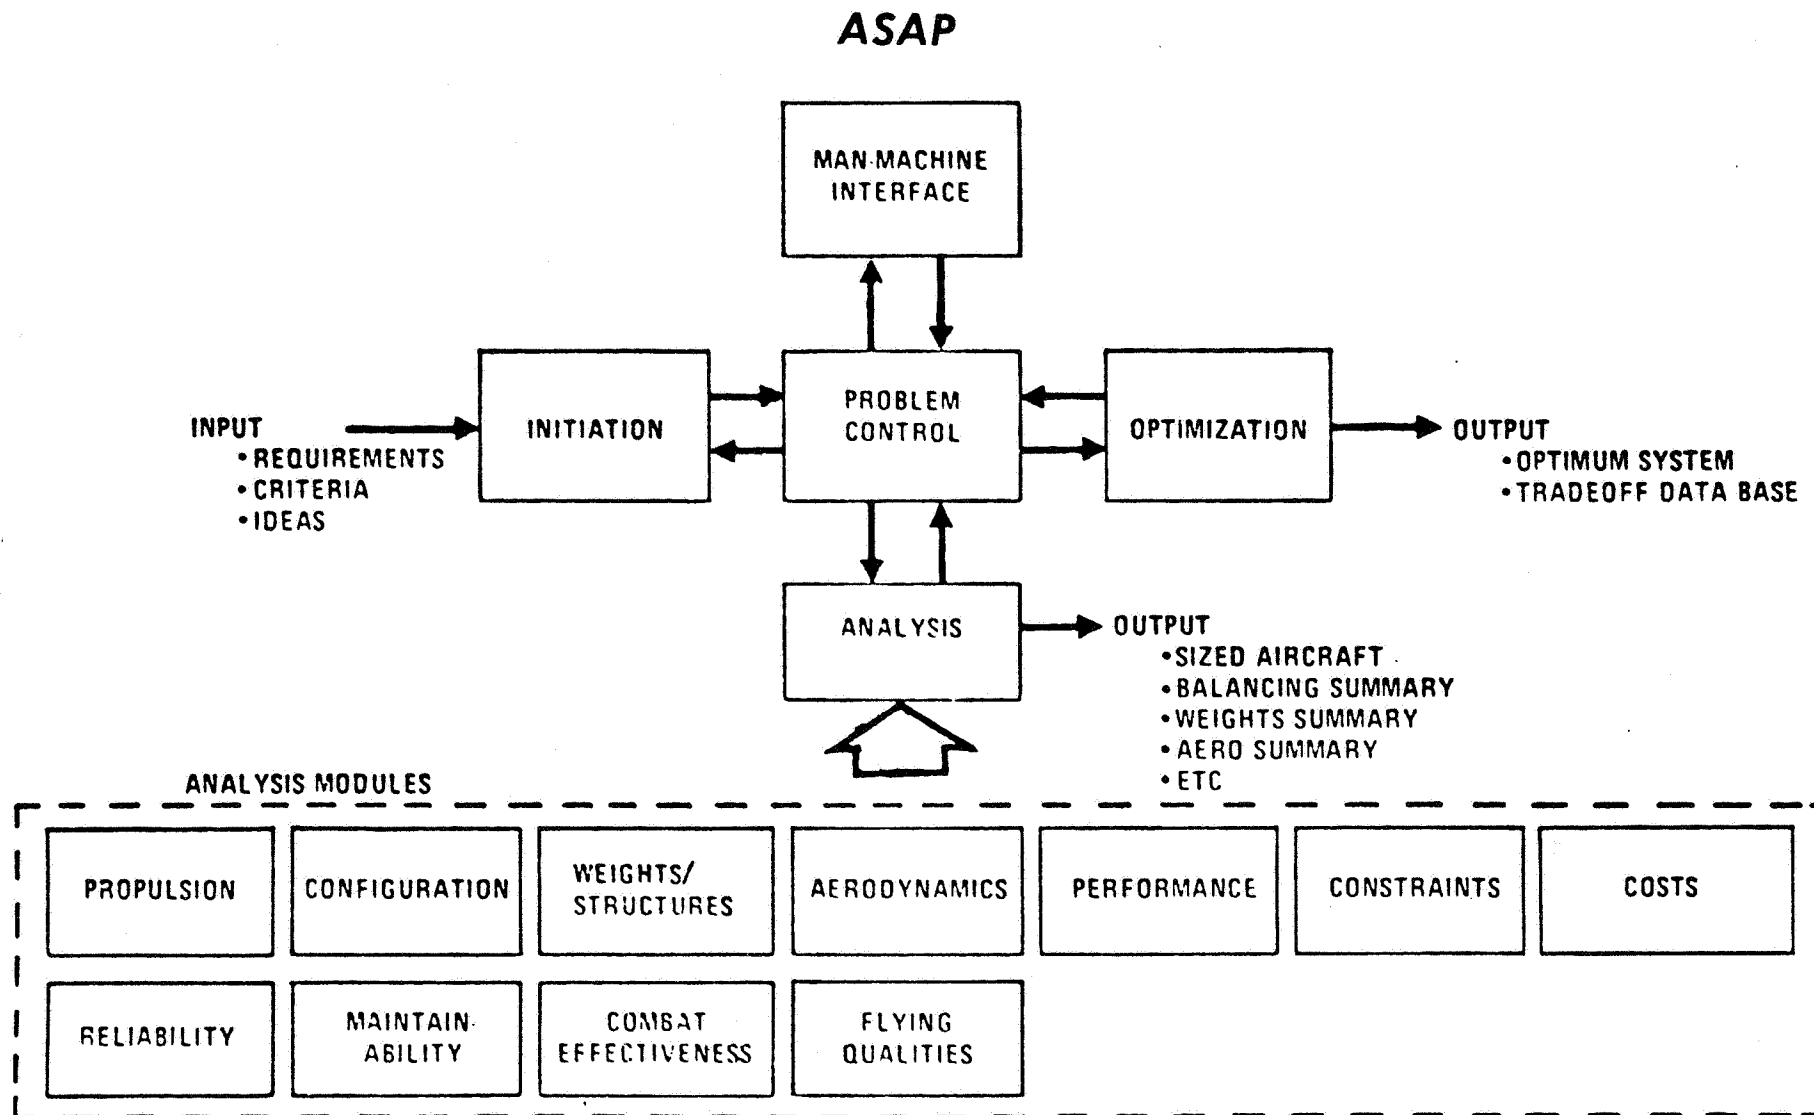 ASAP
MAN-MACHINE
INTERFACE
INITIATION
PROBLEM
CONTROL
OPTIMIZATION
INPUT
• REQUIREMENTS
• CRITERIA
• IDEAS
OUTPUT
• OPTIMUM SYSTEM
• TRADEOFF DATA BASE
ANALYSIS
OUTPUT
• SIZED AIRCRAFT
• BALANCING SUMMARY
• WEIGHTS SUMMARY
• AERO SUMMARY
• ETC
ANALYSIS MODULES
PROPULSION
CONFIGURATION
WEIGHTS/
STRUCTURES
AERODYNAMICS
PERFORMANCE
CONSTRAINTS
COSTS
RELIABILITY
MAINTAIN-
ABILITY
COMBAT
EFFECTIVENESS
FLYING
QUALITIES